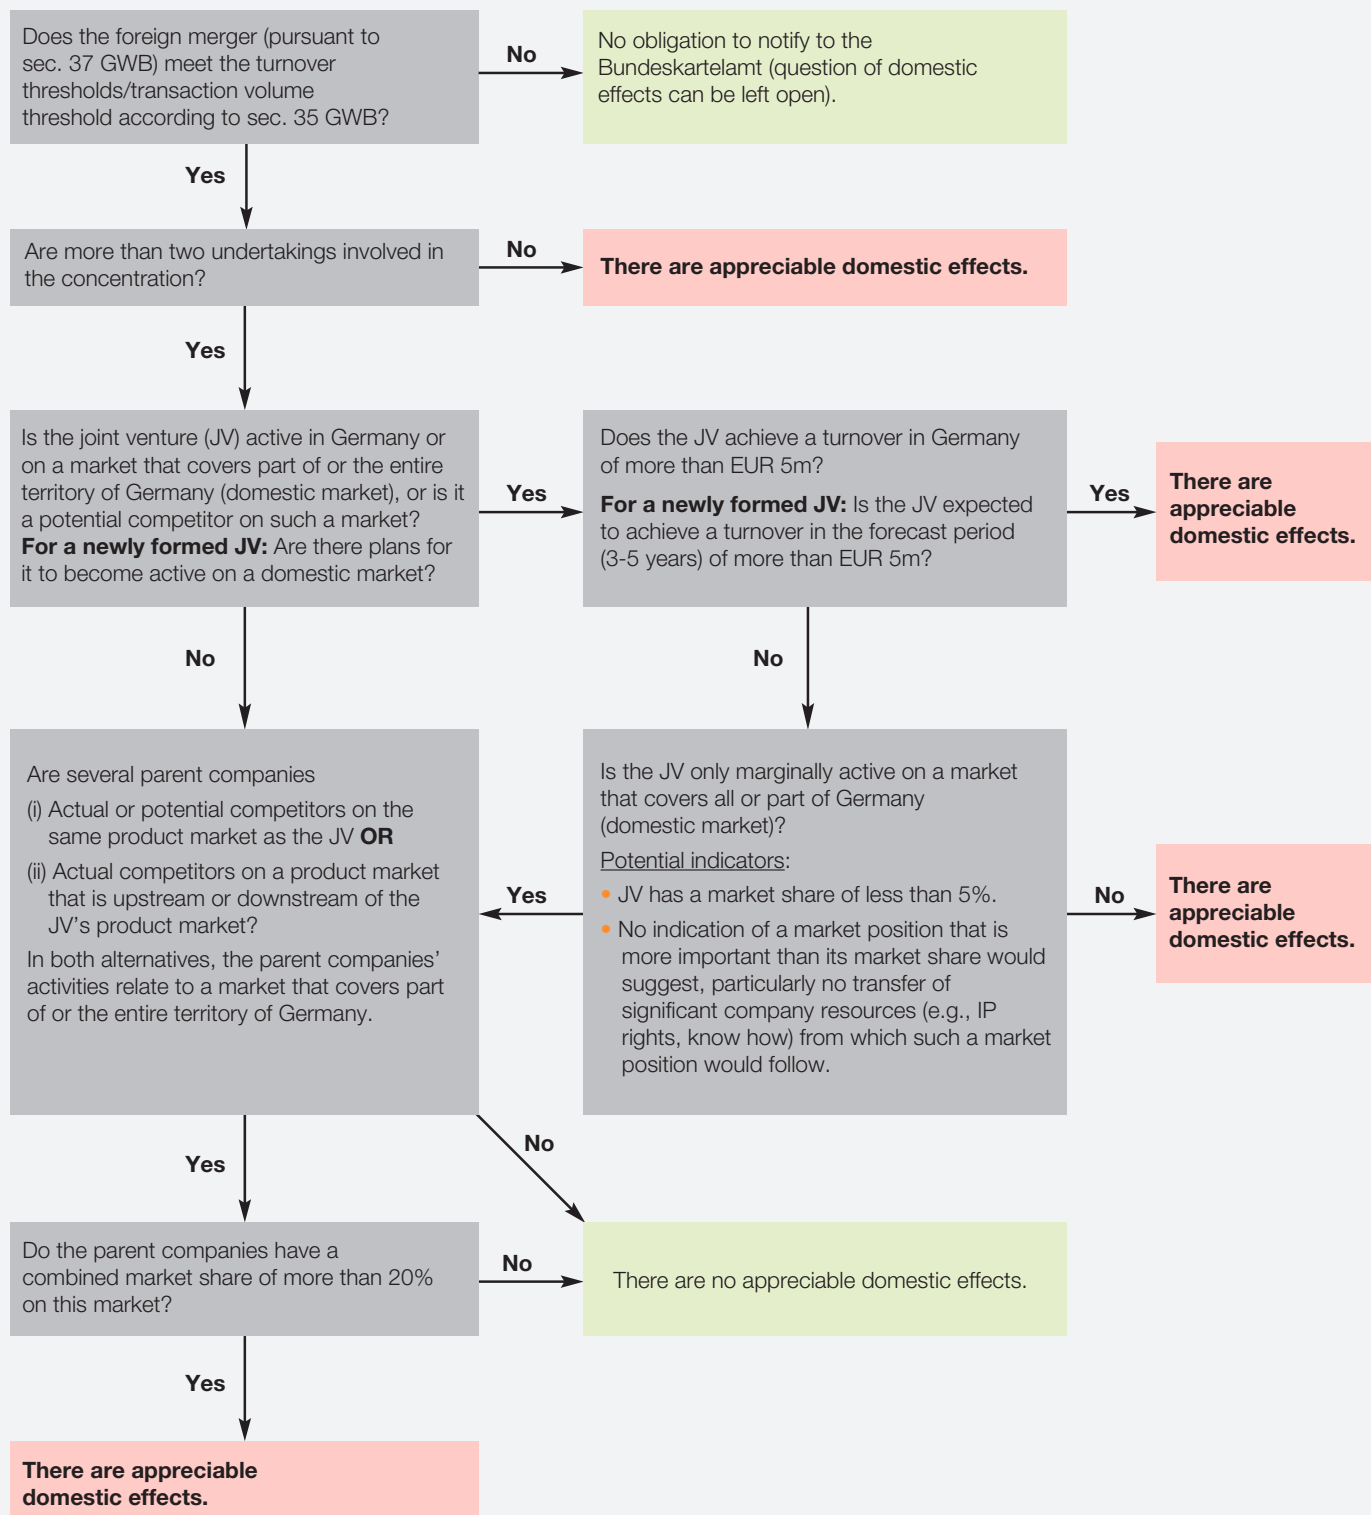 Does the foreign merger (pursuant to
sec. 37 GWB) meet the turnover
thresholds/transaction volume
threshold according to sec. 35 GWB?
No
No obligation to notify to the
Bundeskartelamt (question of domestic
effects can be left open).
Yes
Are more than two undertakings involved in
the concentration?
No
There are appreciable domestic effects.
Yes
Is the joint venture (JV) active in Germany or
on a market that covers part of or the entire
territory of Germany (domestic market), or is it
a potential competitor on such a market?
For a newly formed JV: Are there plans for
it to become active on a domestic market?
Yes
Does the JV achieve a turnover in Germany
of more than EUR 5m?
For a newly formed JV: Is the JV expected
to achieve a turnover in the forecast period
(3-5 years) of more than EUR 5m?
Yes
There are
appreciable
domestic effects.
No
No
Are several parent companies
(i) Actual or potential competitors on the
same product market as the JV OR
(ii) Actual competitors on a product market
that is upstream or downstream of the
JV's product market?
In both alternatives, the parent companies'
activities relate to a market that covers part
of or the entire territory of Germany.
Yes
Is the JV only marginally active on a market
that covers all or part of Germany
(domestic market)?
Potential indicators:
• JV has a market share of less than 5%.
• No indication of a market position that is
more important than its market share would
suggest, particularly no transfer of
significant company resources (e.g., IP
rights, know how) from which such a market
position would follow.
No
There are
appreciable
domestic effects.
No
Yes
Do the parent companies have a
combined market share of more than 20%
on this market?
No
There are no appreciable domestic effects.
Yes
There are appreciable
domestic effects.